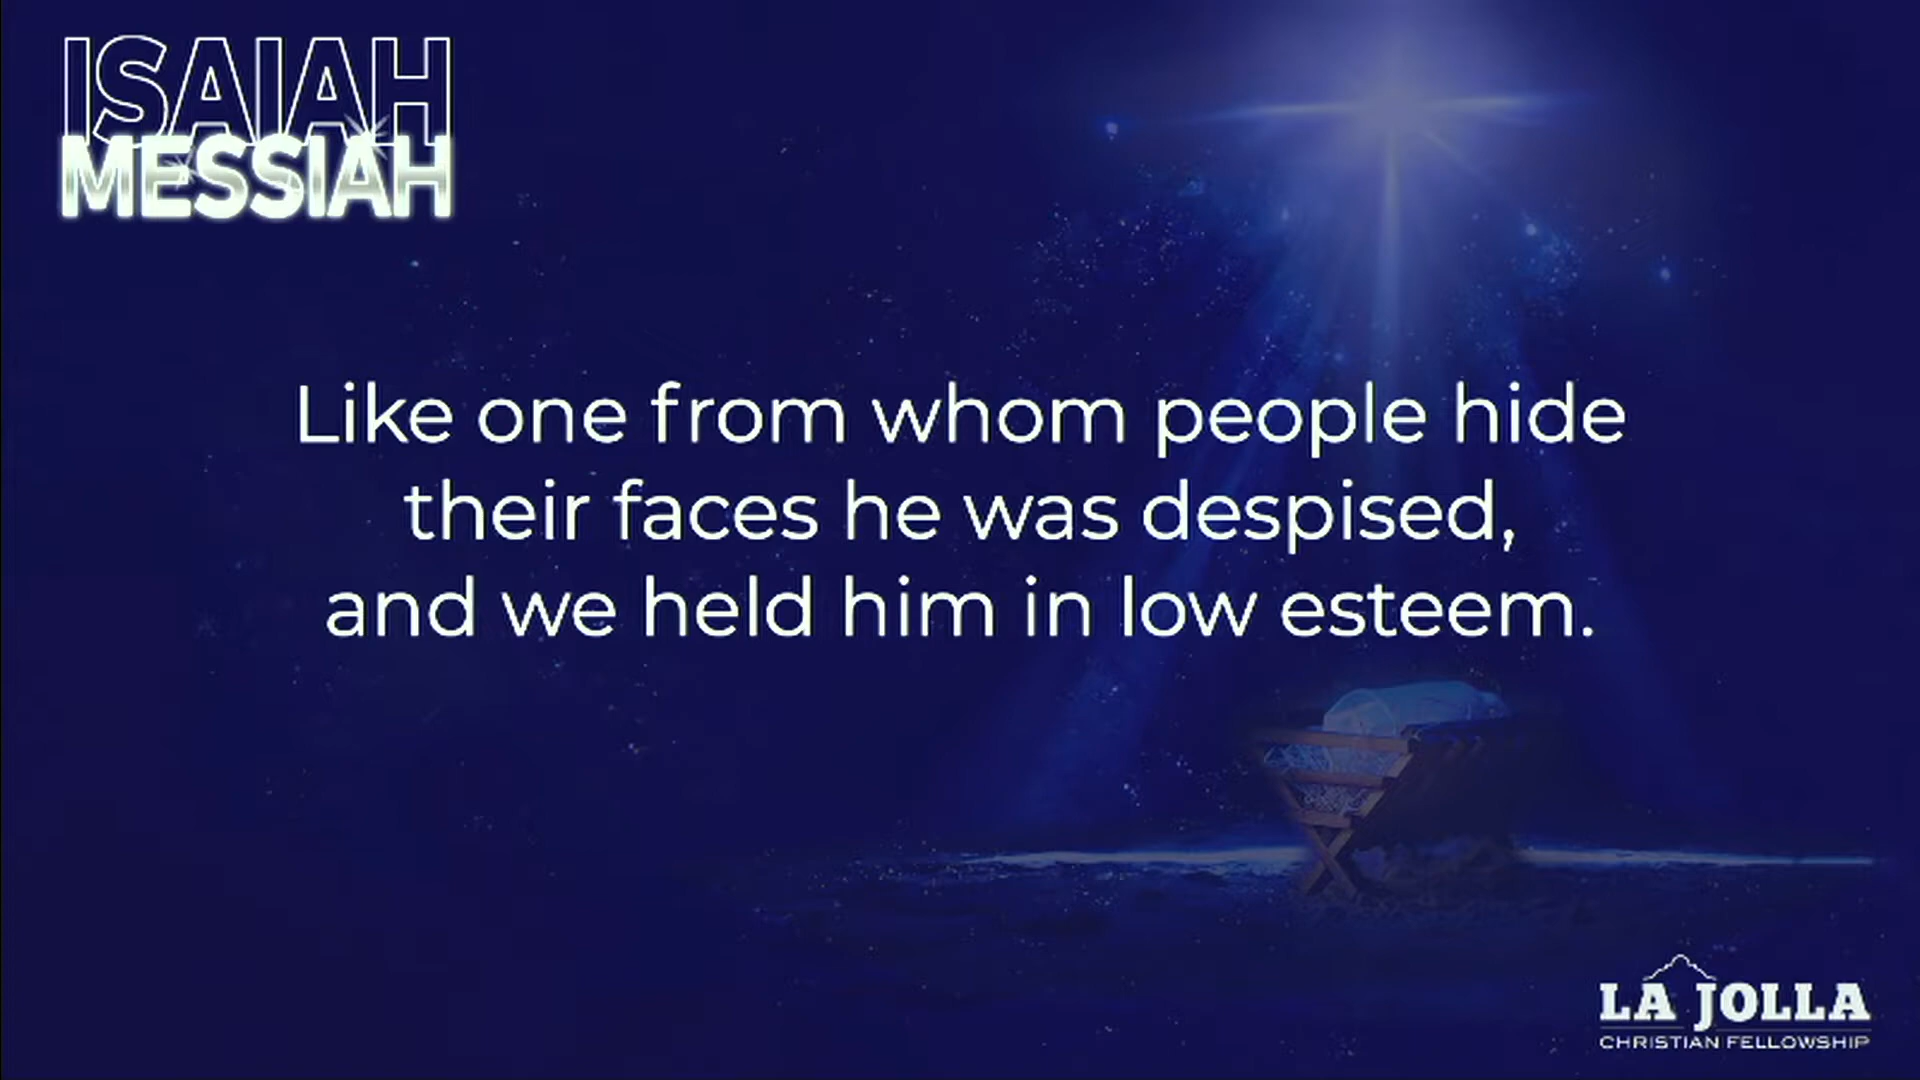 ISAIAH
MESSIAH
Like one from whom people hide
their faces he was despised,
and we held him in low esteem.
LA JOLLA
CHRISTIAN FELLOWSHIP